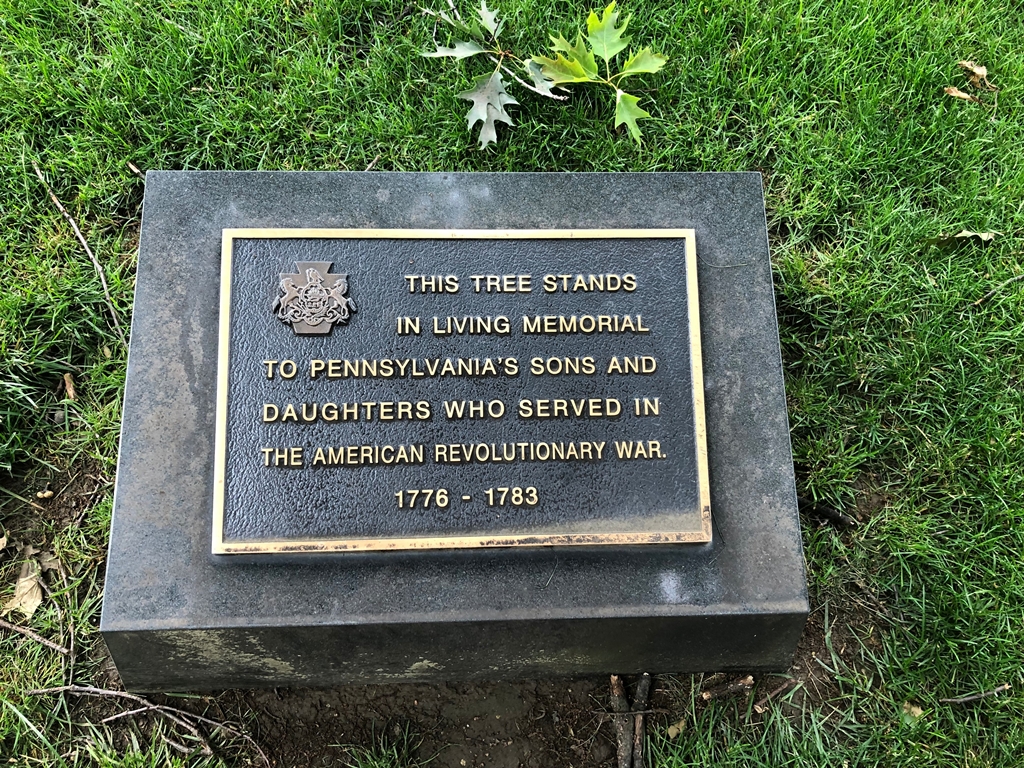 THIS TREE STANDS
IN LIVING MEMORIAL
TO PENNSYLVANIA'S SONS AND
DAUGHTERS WHO SERVED IN
THE AMERICAN REVOLUTIONARY WAR.
1776 - 1783